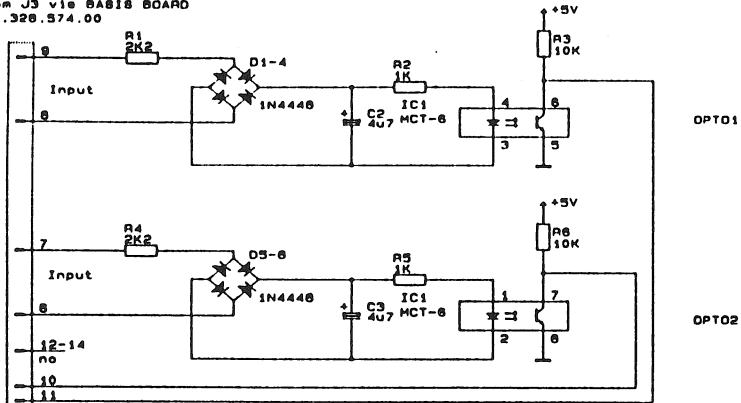 m J3 via BASIS BOARD
.328.574.00
+5V
R3
10K
9
R1
2K2
D1-4
R2
1K
Input
1N4448
C2
4u7
+
IC1
MCT-6
4
6
3
5
8
OPTO1
+5V
R6
10K
7
R4
2K2
D5-8
R5
1K
Input
1N4448
C3
4u7
+
IC1
MCT-6
1
7
2
8
6
OPTO2
12-14
nc
10
11